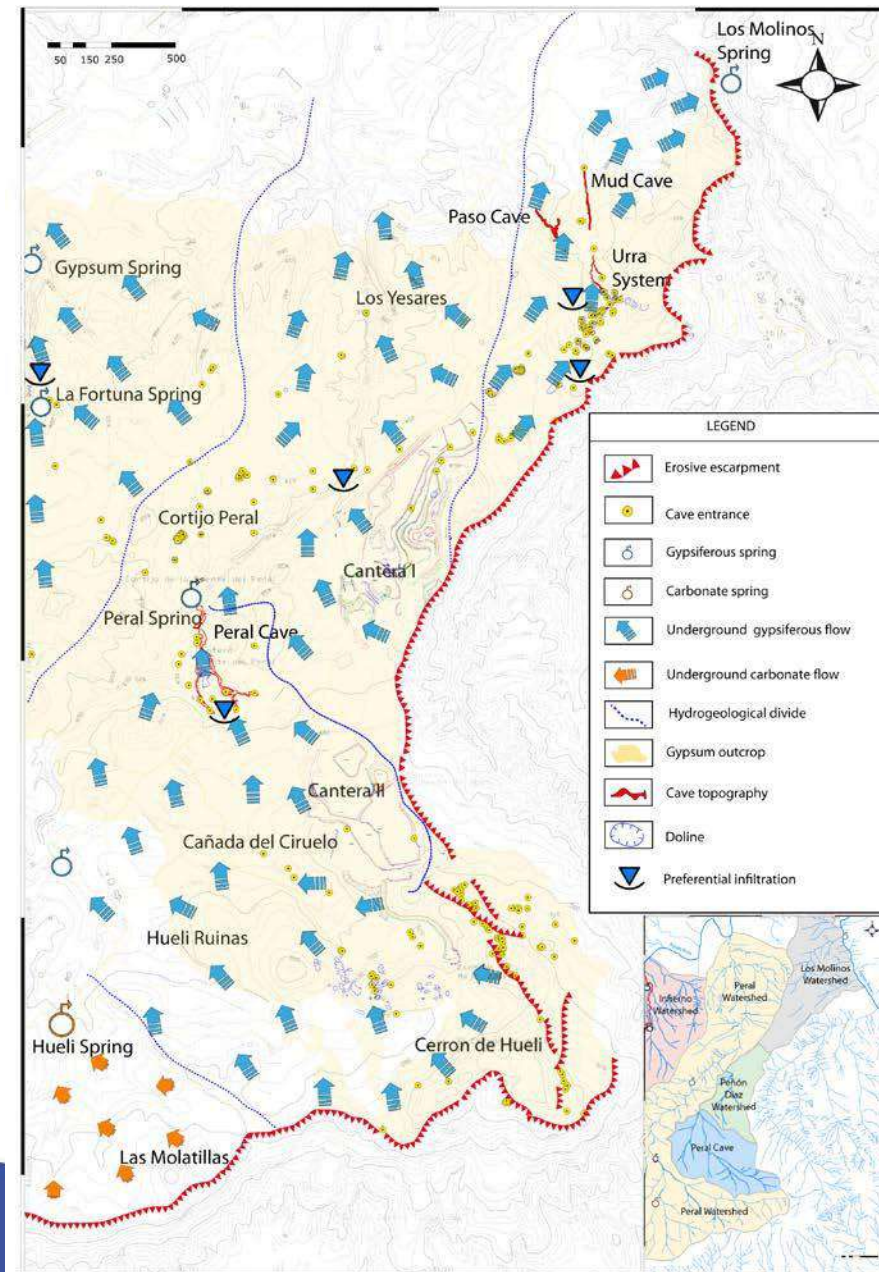 Los Molinos
Spring
N
50 150 250 500
Mud Cave
Paso Cave
Urra
System
Gypsum Spring
Los Yesares
La Fortuna Spring
Cortijo Peral
Cantera I
Peral Spring
Peral Cave
Cantera II
Cañada del Ciruelo
Hueli Ruinas
Hueli Spring
Cerron de Hueli
Las Molatillas
LEGEND
Erosive escarpment
Cave entrance
Gypsiferous spring
Carbonate spring
Underground gypsiferous flow
Underground carbonate flow
Hydrogeological divide
Gypsum outcrop
Cave topography
Doline
Preferential infiltration
Los Molinos
Watershed
Peral
Watershed
Infierno
Watershed
Peñón
Díaz
Watershed
Peral Cave
Peral Watershed